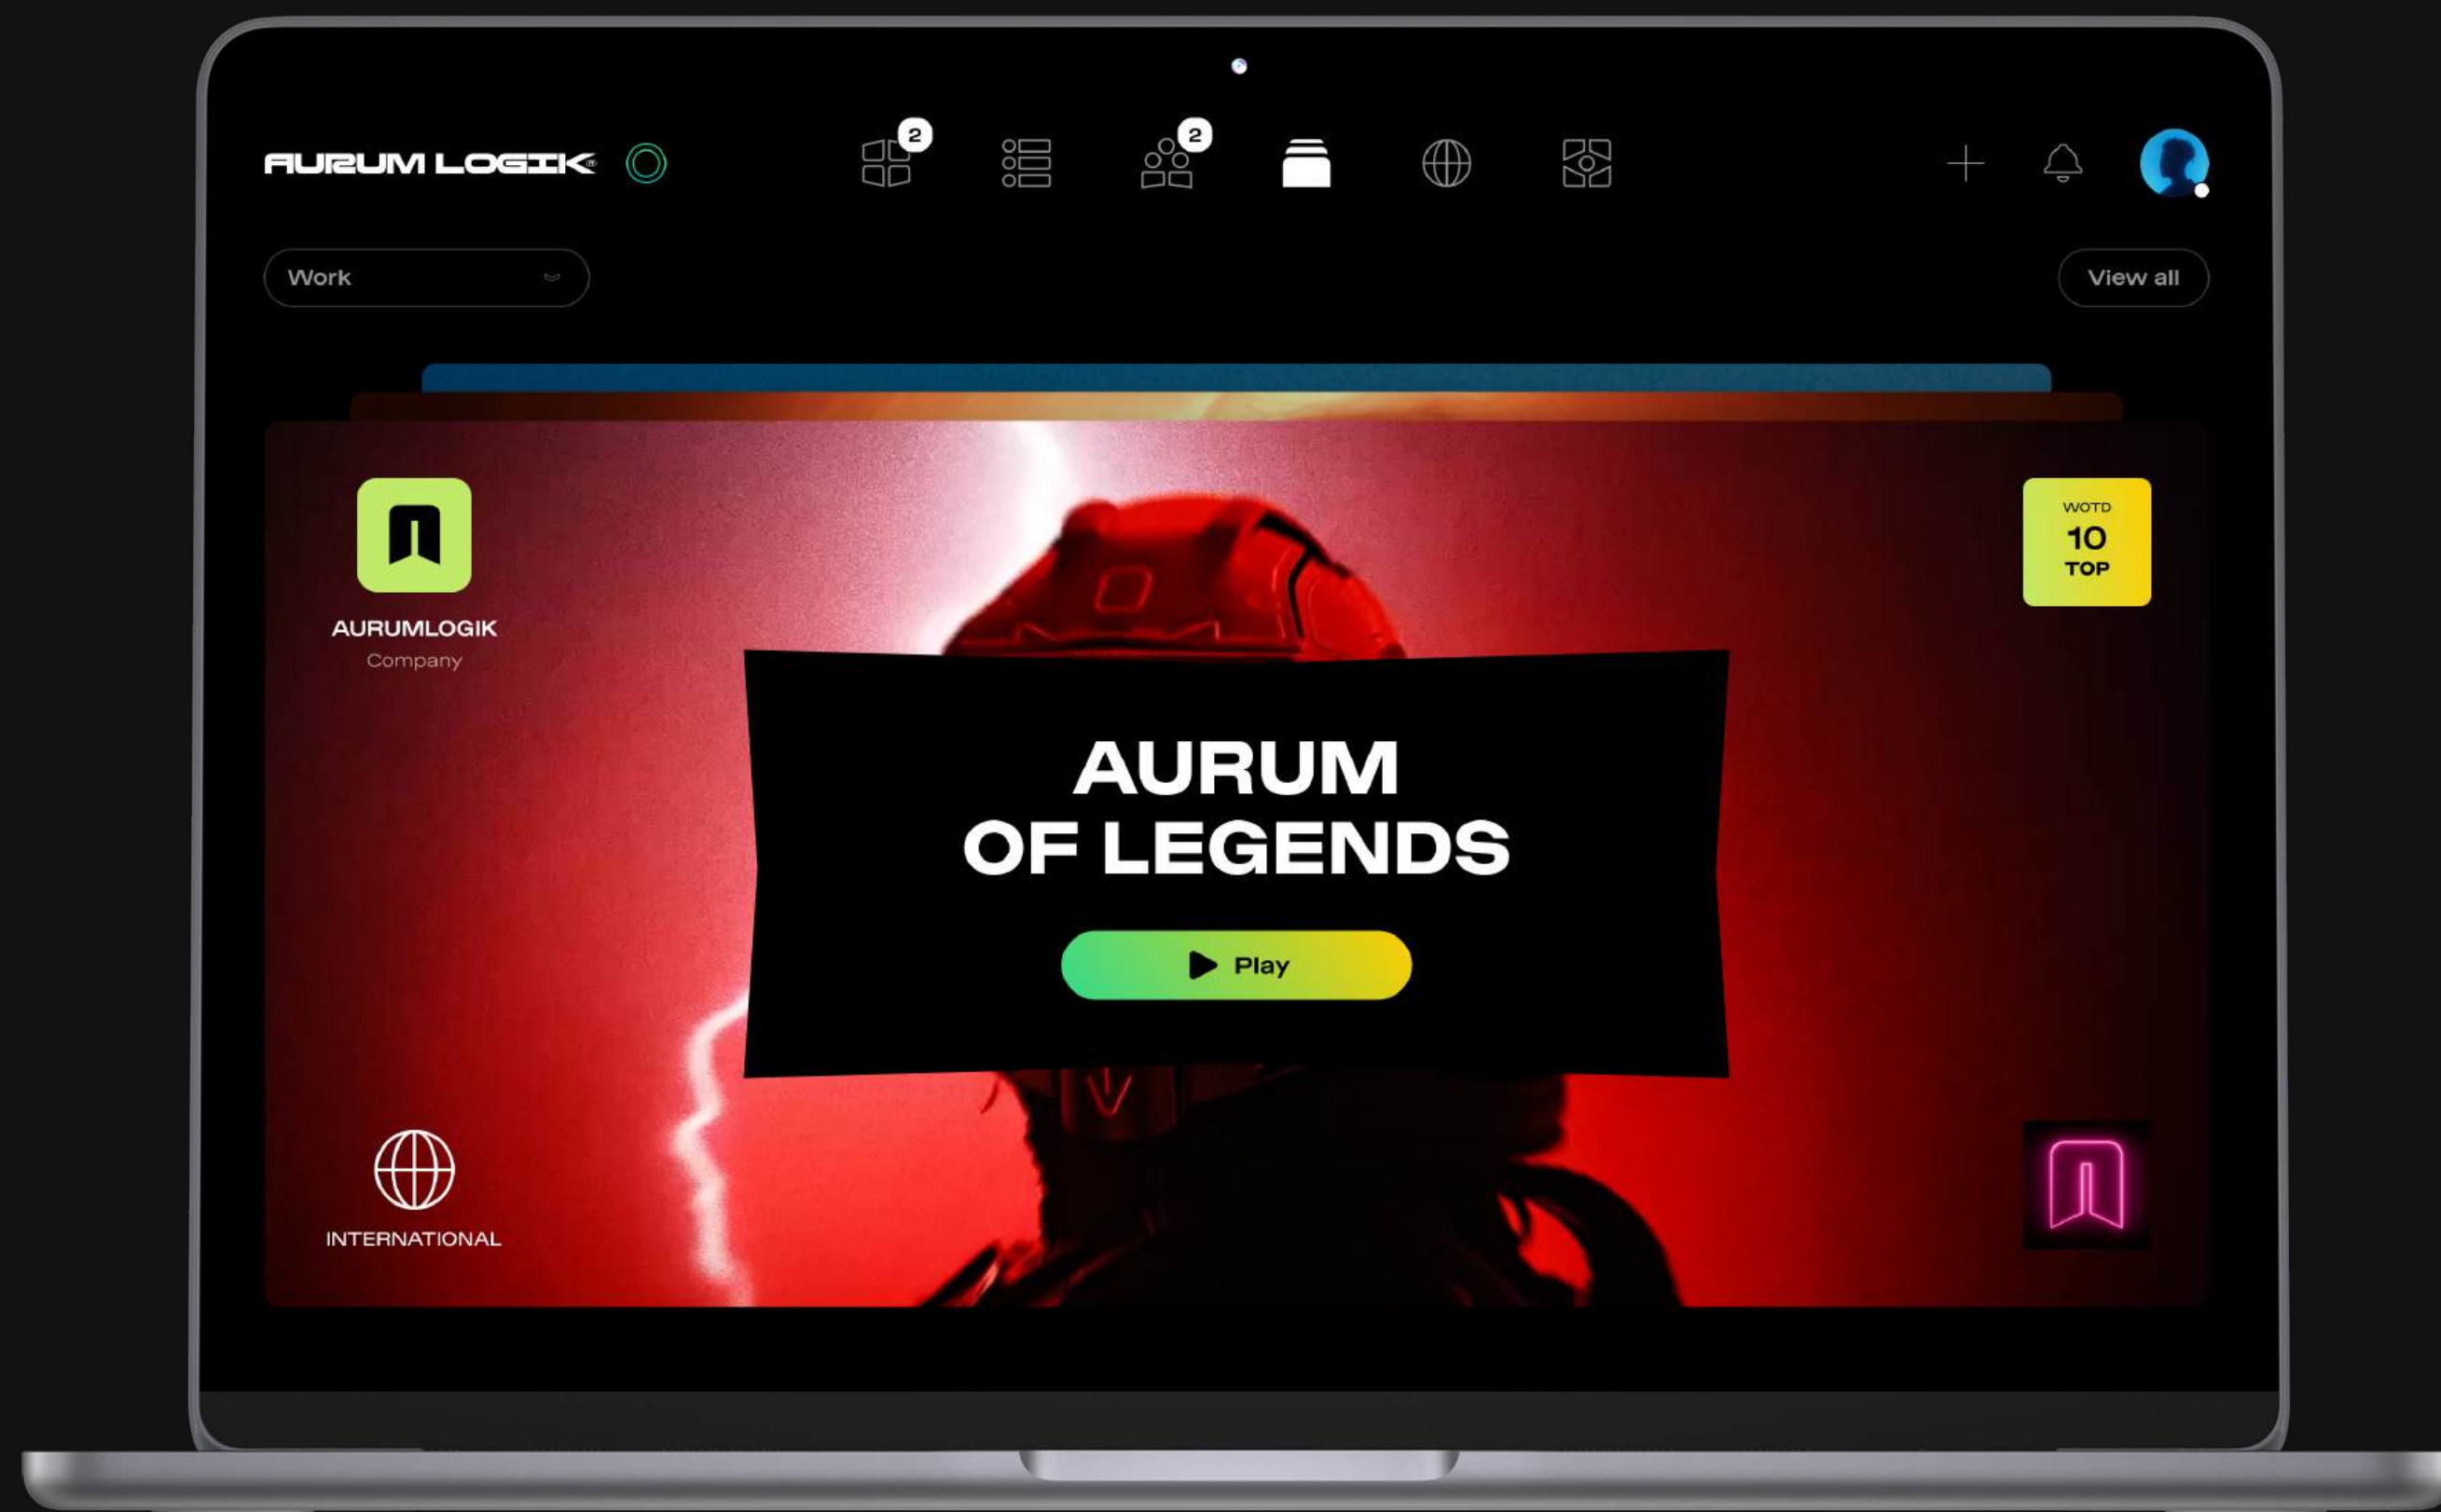 AURUM LOGIK®
2
2
Work
View all
AURUMLOGIK
Company
WOTD
10
TOP
AURUM
OF LEGENDS
Play
INTERNATIONAL